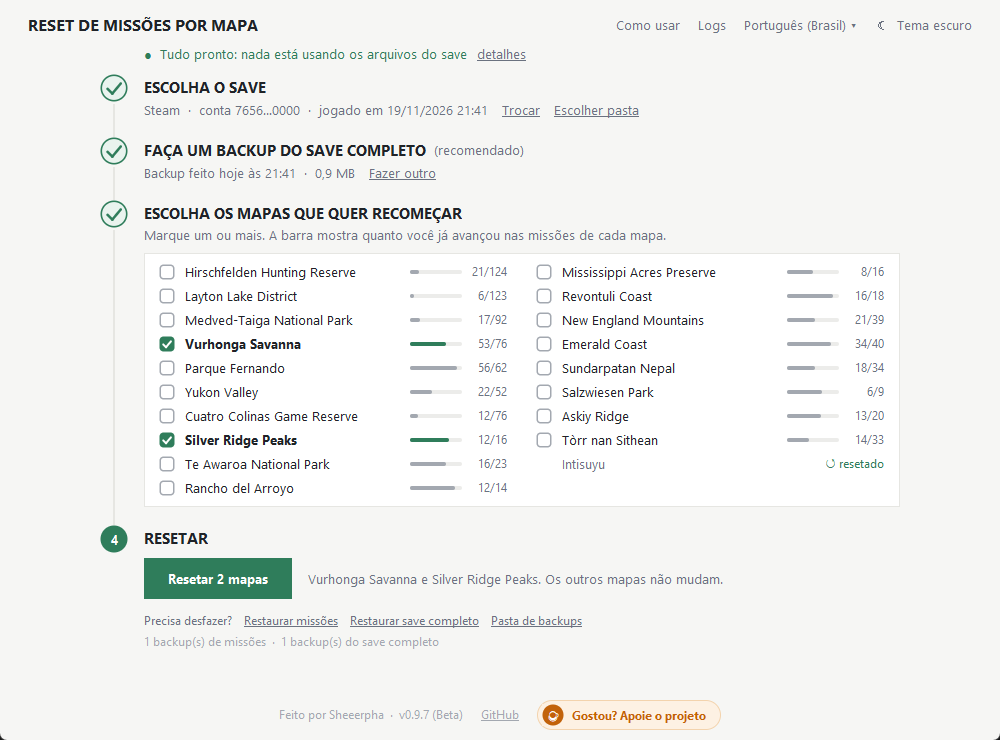 RESET DE MISSÕES POR MAPA Como usar Logs Português (Brasil) ▾ ☾ Tema escuro
● Tudo pronto: nada está usando os arquivos do save detalhes
ESCOLHA O SAVE
Steam · conta 7656...0000 · jogado em 19/11/2026 21:41 Trocar Escolher pasta
FAÇA UM BACKUP DO SAVE COMPLETO (recomendado)
Backup feito hoje às 21:41 · 0,9 MB Fazer outro
ESCOLHA OS MAPAS QUE QUER RECOMEÇAR
Marque um ou mais. A barra mostra quanto você já avançou nas missões de cada mapa.
Hirschfelden Hunting Reserve 21/124
Layton Lake District 6/123
Medved-Taiga National Park 17/92
Vurhonga Savanna 53/76
Parque Fernando 56/62
Yukon Valley 22/52
Cuatro Colinas Game Reserve 12/76
Silver Ridge Peaks 12/16
Te Awaroa National Park 16/23
Rancho del Arroyo 12/14
Mississippi Acres Preserve 8/16
Revontuli Coast 16/18
New England Mountains 21/39
Emerald Coast 34/40
Sundarpatan Nepal 18/34
Salzwiesen Park 6/9
Askiy Ridge 13/20
Tòrr nan Sithean 14/33
Intisuyu resetado
4 RESETAR
Resetar 2 mapas Vurhonga Savanna e Silver Ridge Peaks. Os outros mapas não mudam.
Precisa desfazer? Restaurar missões Restaurar save completo Pasta de backups
1 backup(s) de missões · 1 backup(s) do save completo
Feito por Sheeerpha · v0.9.7 (Beta) GitHub Gostou? Apoie o projeto